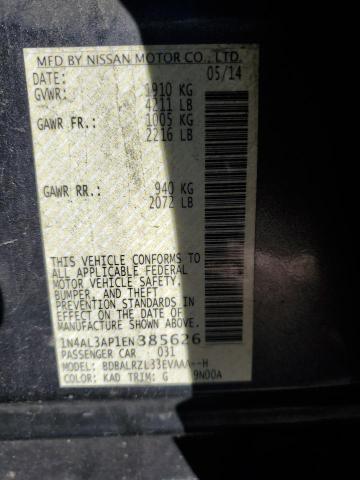 MFD BY NISSAN MOTOR CO., LTD.
DATE: 05/14
GVWR: 1910 KG
4211 LB
GAWR FR.: 1005 KG
2216 LB
GAWR RR.: 940 KG
2072 LB
THIS VEHICLE CONFORMS TO
ALL APPLICABLE FEDERAL
MOTOR VEHICLE SAFETY,
BUMPER, AND THEFT
PREVENTION STANDARDS IN
EFFECT ON THE DATE OF
MANUFACTURE SHOWN ABOVE.
1N4AL3AP1EN385626
PASSENGER CAR 031
MODEL: BDBALRZL33EVAAA--H
COLOR: KAD TRIM: G 9N00A